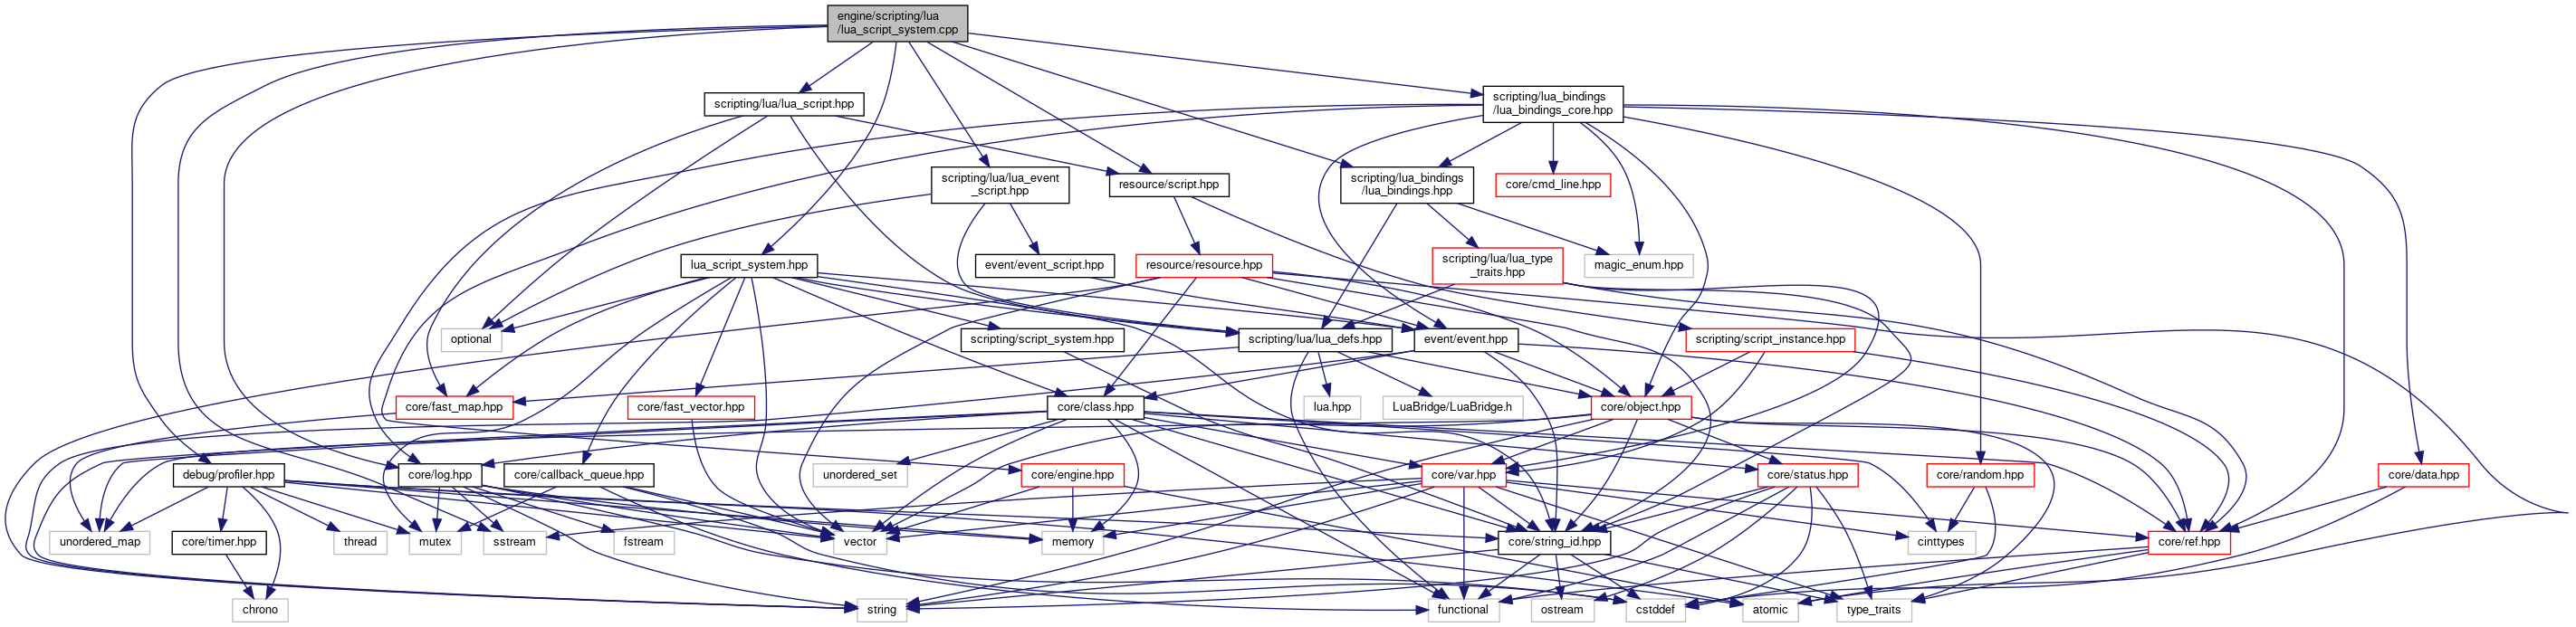 engine/scripting/lua
/lua_script_system.cpp
scripting/lua/lua_script.hpp
scripting/lua_bindings
/lua_bindings_core.hpp
scripting/lua/lua_event
_script.hpp
resource/script.hpp
scripting/lua_bindings
/lua_bindings.hpp
core/cmd_line.hpp
lua_script_system.hpp
event/event_script.hpp
resource/resource.hpp
scripting/lua/lua_type
_traits.hpp
magic_enum.hpp
optional
scripting/script_system.hpp
scripting/lua/lua_defs.hpp
event/event.hpp
scripting/script_instance.hpp
core/fast_map.hpp
core/fast_vector.hpp
core/class.hpp
lua.hpp
LuaBridge/LuaBridge.h
core/object.hpp
debug/profiler.hpp
core/log.hpp
core/callback_queue.hpp
unordered_set
core/engine.hpp
core/var.hpp
core/status.hpp
core/random.hpp
core/data.hpp
unordered_map
core/timer.hpp
thread
mutex
sstream
fstream
vector
memory
core/string_id.hpp
cinttypes
core/ref.hpp
chrono
string
functional
ostream
cstddef
atomic
type_traits